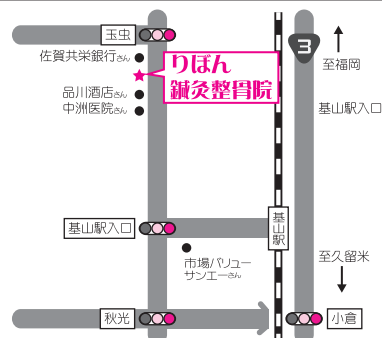 玉虫
3
佐賀共栄銀行さん
りばん
鍼灸整骨院
至福岡
品川酒店さん
中洲医院さん
基山駅入口
基山駅入口
基山駅
市場バリュー
サンエーさん
至久留米
秋光
小倉